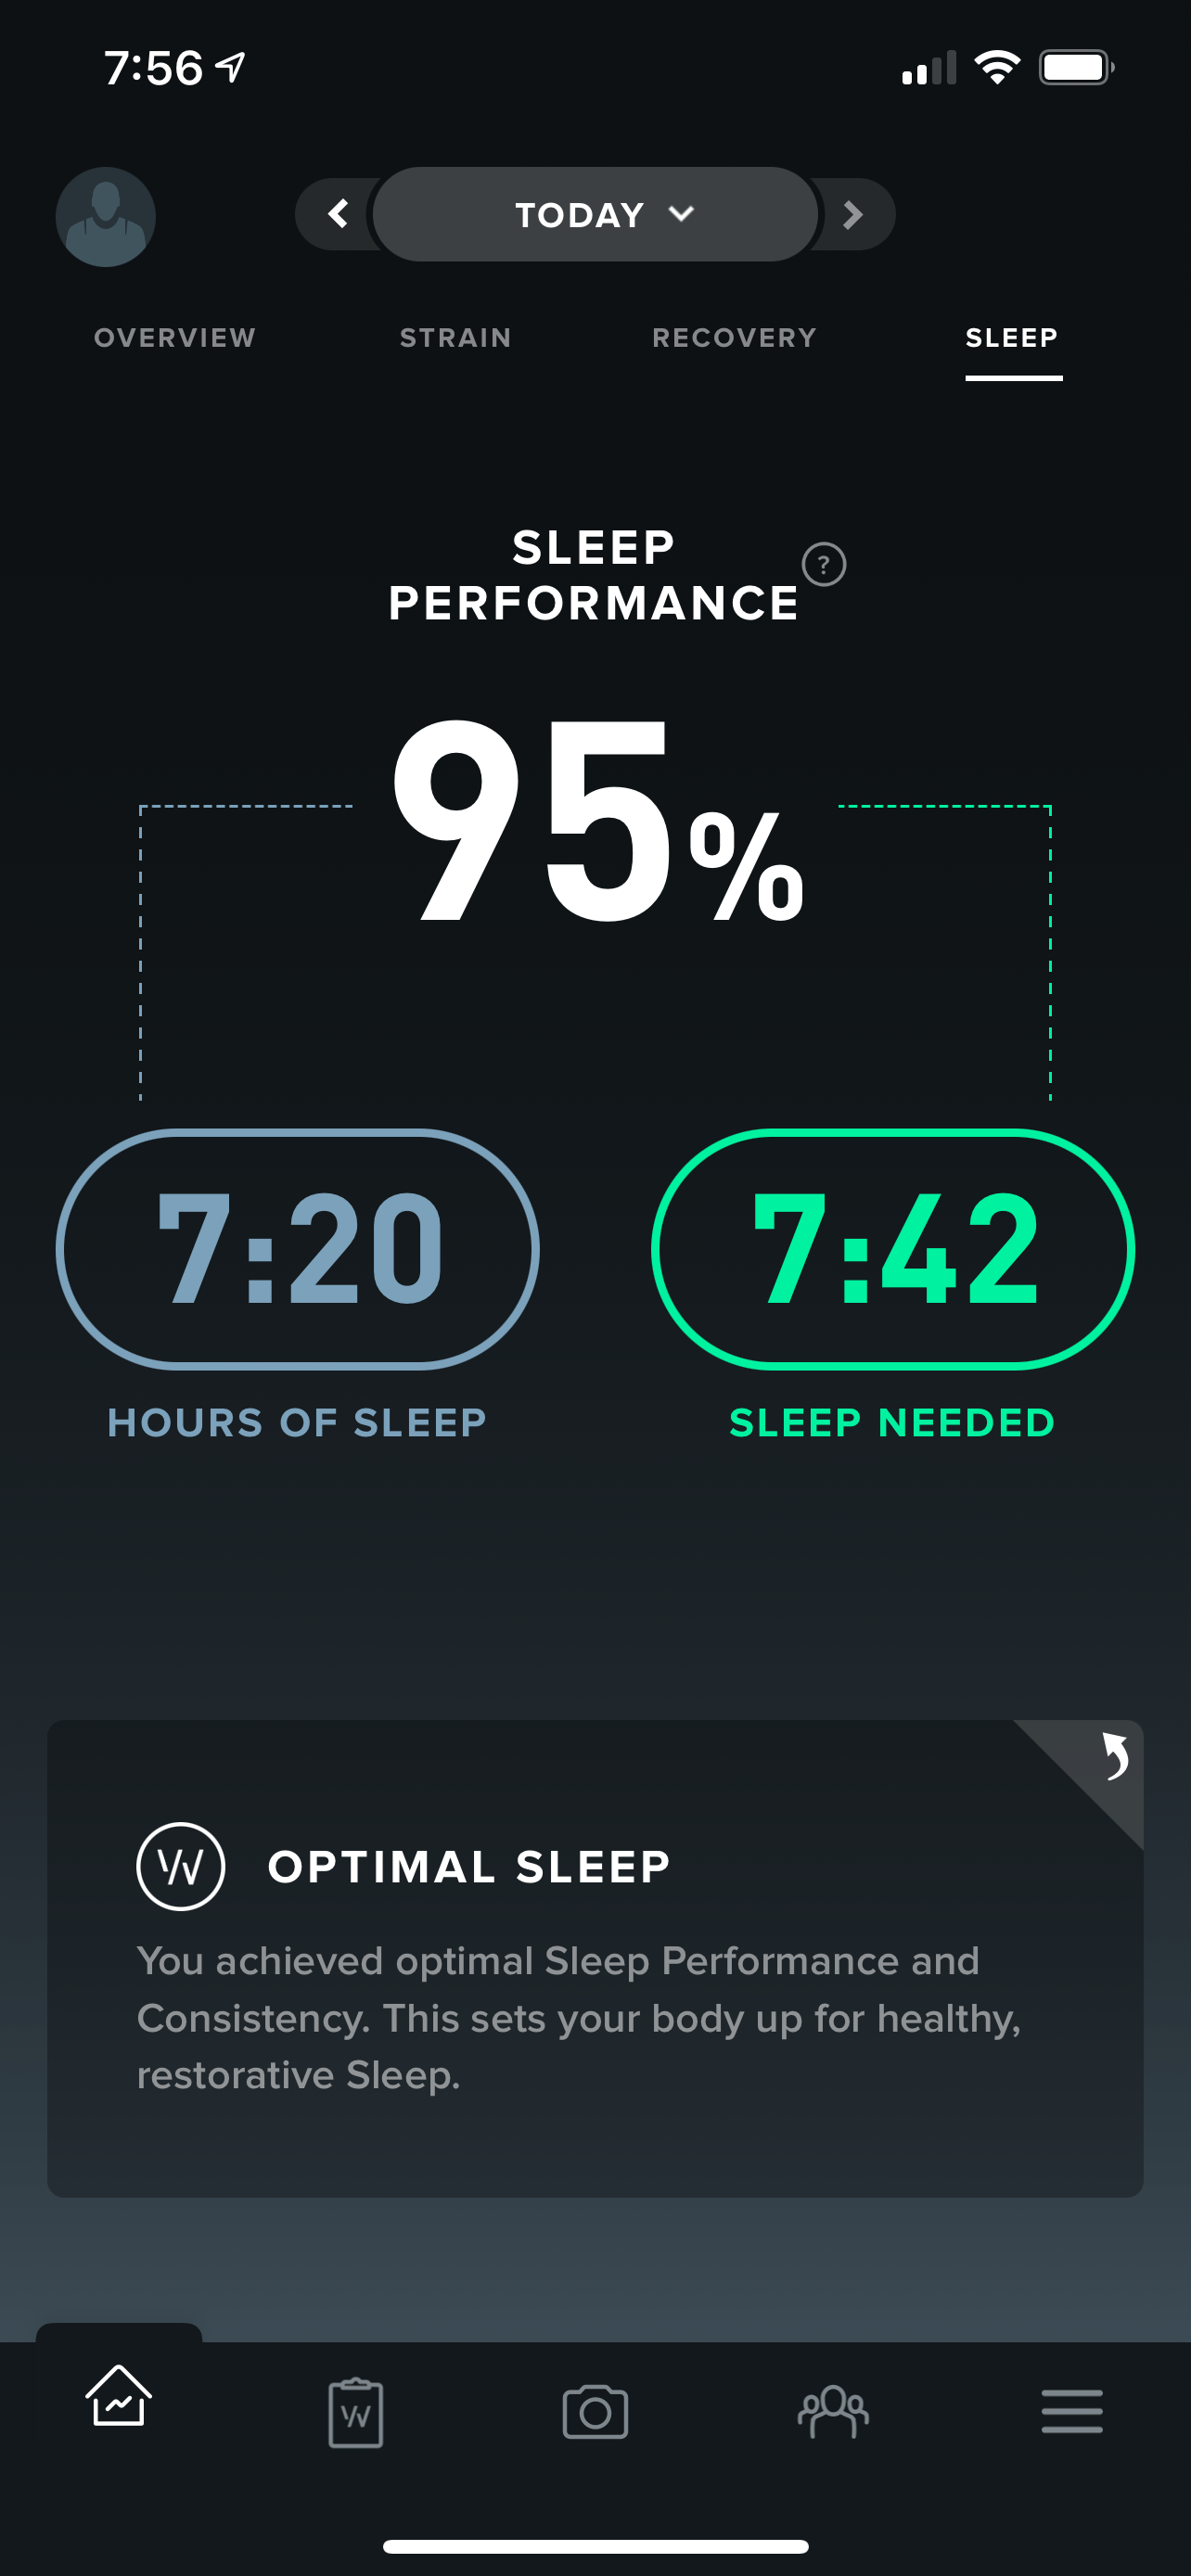 7:56
TODAY
OVERVIEW STRAIN RECOVERY SLEEP
SLEEP
PERFORMANCE
?
95%
7:20 7:42
HOURS OF SLEEP SLEEP NEEDED
W OPTIMAL SLEEP
You achieved optimal Sleep Performance and
Consistency. This sets your body up for healthy,
restorative Sleep.
W